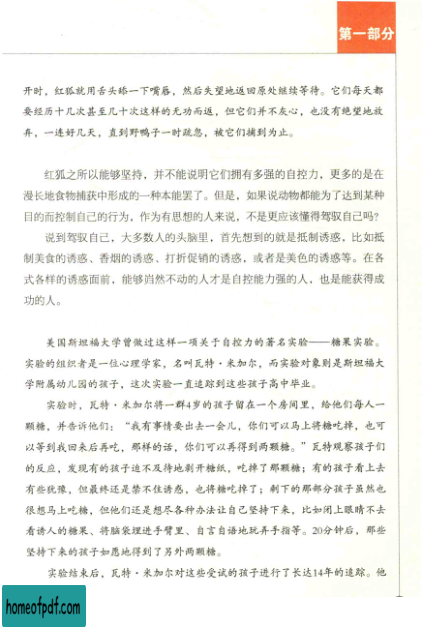 第一部分
开时，红狐就用舌头舔一下嘴唇，然后失望地返回原处继续等待。它们每天都
要经历十几次甚至几十次这样的无功而返，但它们并不灰心，也没有绝望地放
弃，一连好几天，直到野鸭子一时疏忽，被它们捕到为止。
红狐之所以能够坚持，并不能说明它们拥有多强的自控力，更多的是在
漫长地食物捕获中形成的一种本能罢了。但是，如果说动物都能为了达到某种
目的而控制自己的行为，作为有思想的人来说，不是更应该懂得驾驭自己吗？
说到驾驭自己，大多数人的头脑里，首先想到的就是抵制诱惑，比如抵
制美食的诱惑、香烟的诱惑、打折促销的诱惑，或者是美色的诱惑等。在各
式各样的诱惑面前，能够岿然不动的人才是自控能力强的人，也是能获得成
功的人。
美国斯坦福大学曾做过这样一项关于自控力的著名实验——糖果实验。
实验的组织者是一位心理学家，名叫瓦特·米加尔，而实验对象则是斯坦福大
学附属幼儿园的孩子，这次实验一直追踪到这些孩子高中毕业。
实验时，瓦特·米加尔将一群4岁的孩子留在一个房间里，给他们每人一
颗糖，并告诉他们：“我有事情要出去一会儿，你们可以马上将糖吃掉，也可
以等到我回来后再吃，那样的话，你们可以再得到两颗糖。”瓦特观察孩子们
的反应，发现有的孩子迫不及待地剥开糖纸，吃掉了那颗糖；有的孩子看上去
有些犹豫，但最终还是禁不住诱惑，也将糖吃掉了；剩下的那部分孩子虽然也
很想马上吃糖，但他们还是想尽各种办法让自己坚持下来，比如闭上眼睛不去
看诱人的糖果、将脑袋埋进手臂里、自言自语地玩弄手指等。20分钟后，那些
坚持下来的孩子如愿地得到了另外两颗糖。
实验结束后，瓦特·米加尔对这些受试的孩子进行了长达14年的追踪。他
homeofpdf.com